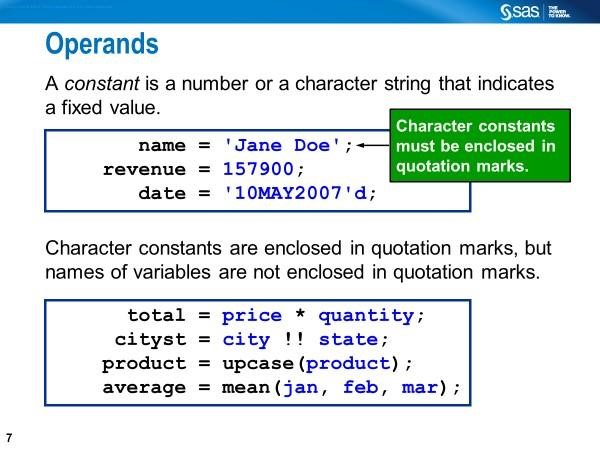 sas
THE
POWER
TO KNOW.
Operands
A constant is a number or a character string that indicates
a fixed value.
name = 'Jane Doe';
revenue = 157900;
date = '10MAY2007'd;
Character constants
must be enclosed in
quotation marks.
Character constants are enclosed in quotation marks, but
names of variables are not enclosed in quotation marks.
total = price * quantity;
cityst = city !! state;
product = upcase(product);
average = mean(jan, feb, mar);
7